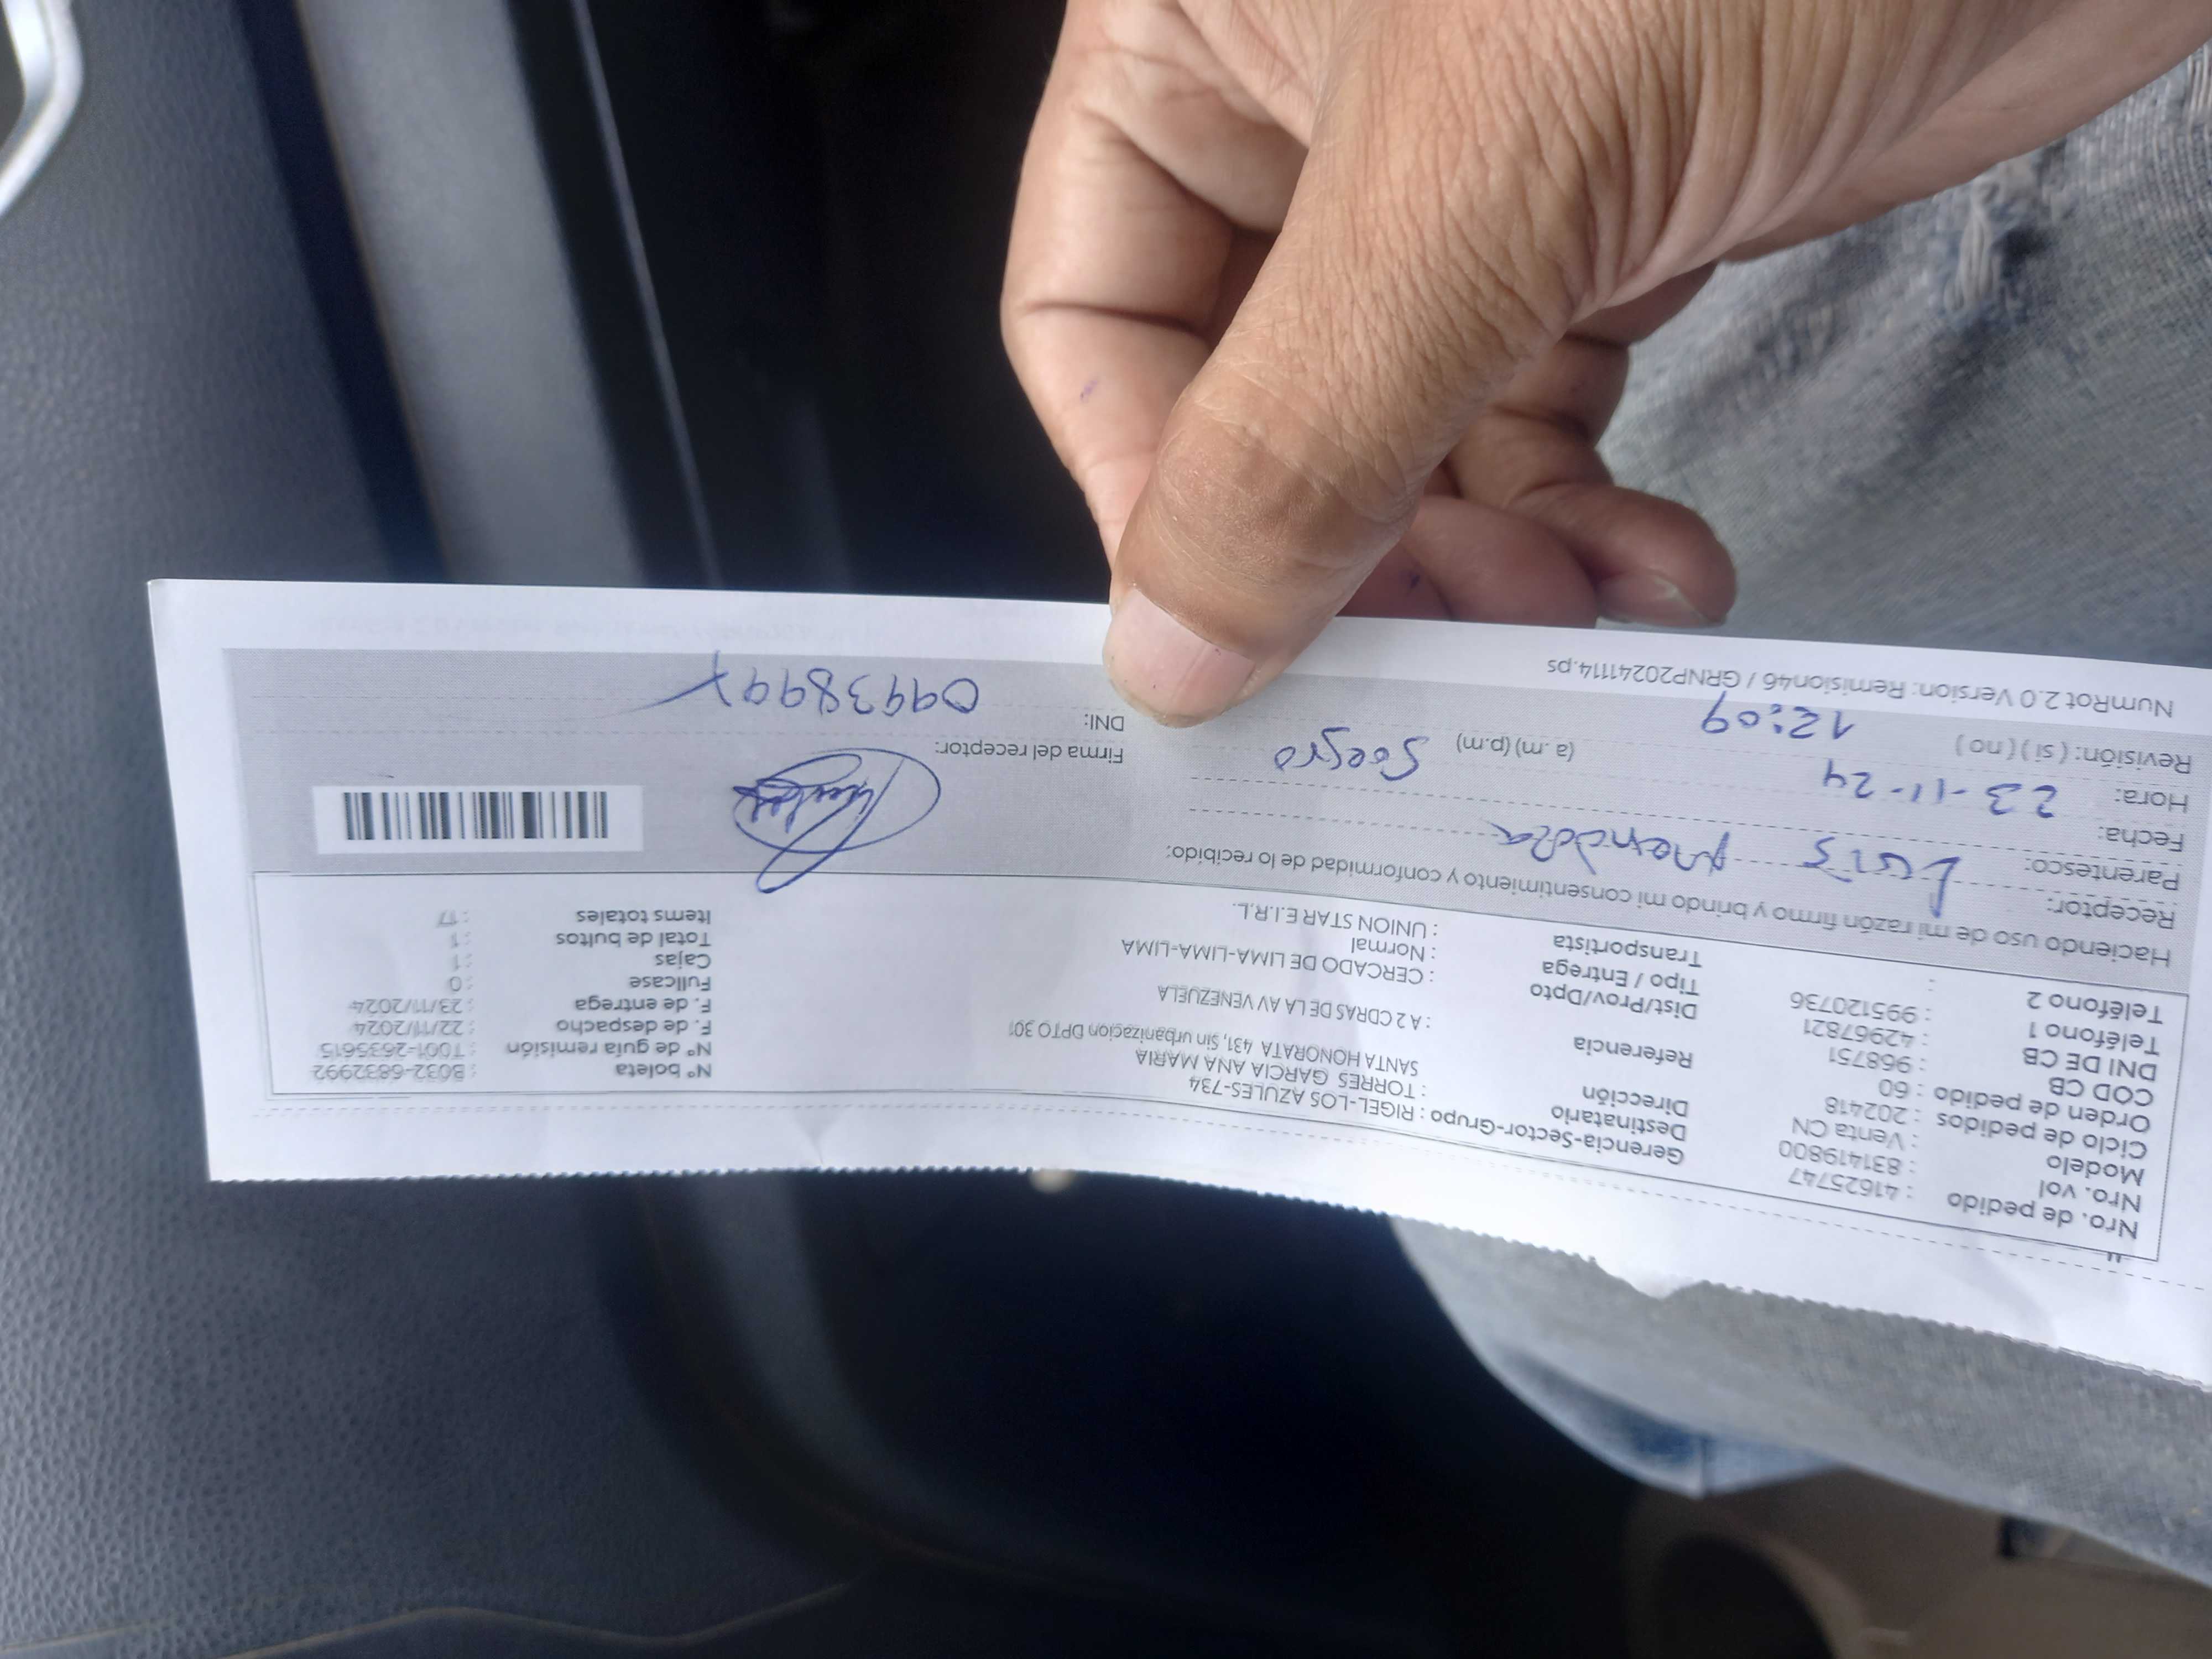 Nro. de pedido : 41625747
Nro. vol : 831419800
Modelo : Venta CN
Ciclo de pedidos : 202418
Orden de pedido : 60
COD CB : 968751
DNI DE CB : 42967821
Teléfono 1 : 995120736
Teléfono 2 :
Gerencia-Sector-Grupo : RIGEL-LOS AZULES-734
Destinatario : TORRES GARCIA ANA MARIA
Dirección SANTA HONORATA 431, Sin urbanizacion DPTO 301
Referencia : A 2 CDRAS DE LA AV VENEZUELA
Dist/Prov/Dpto : CERCADO DE LIMA-LIMA-LIMA
Tipo / Entrega : Normal
Transportista : UNION STAR E.I.R.L.
N° boleta : B032-6832992
N° de guía remisión : T001-2635615
F. de despacho : 22/11/2024
F. de entrega : 23/11/2024
Fullcase : 0
Cajas : 1
Total de bultos : 1
Items totales : 17
Haciendo uso de mi razón firmo y brindo mi consentimiento y conformidad de lo recibido:
Receptor: Luis Mendoza
Parentesco: Suegro
Fecha: 23-11-24
Hora: 12:09 (a.m) (p.m)
Revisión: ( si ) ( no )
Firma del receptor:
DNI:
NumRot 2.0 Version: Remision46 / GRNP20241114.ps